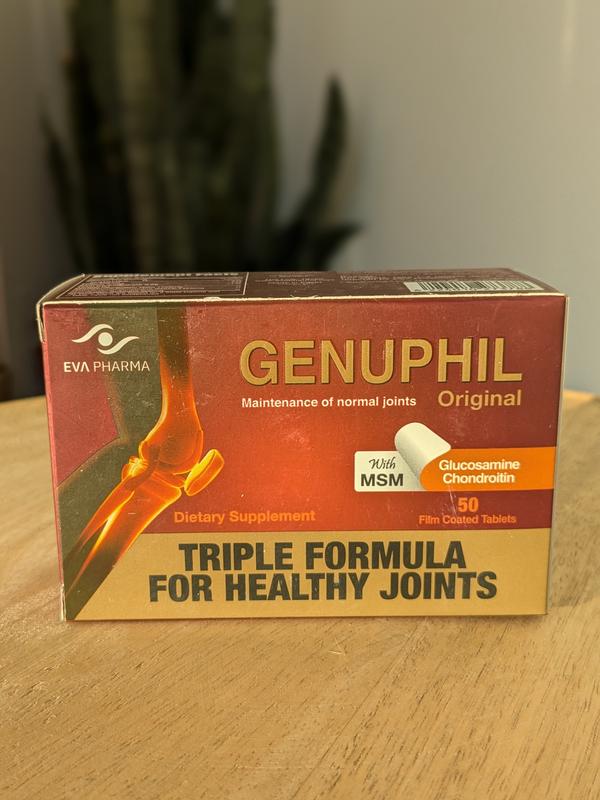 EVA PHARMA
GENUPHIL
Maintenance of normal joints
Original
With
MSM
Glucosamine
Chondroitin
50
Film Coated Tablets
Dietary Supplement
TRIPLE FORMULA
FOR HEALTHY JOINTS